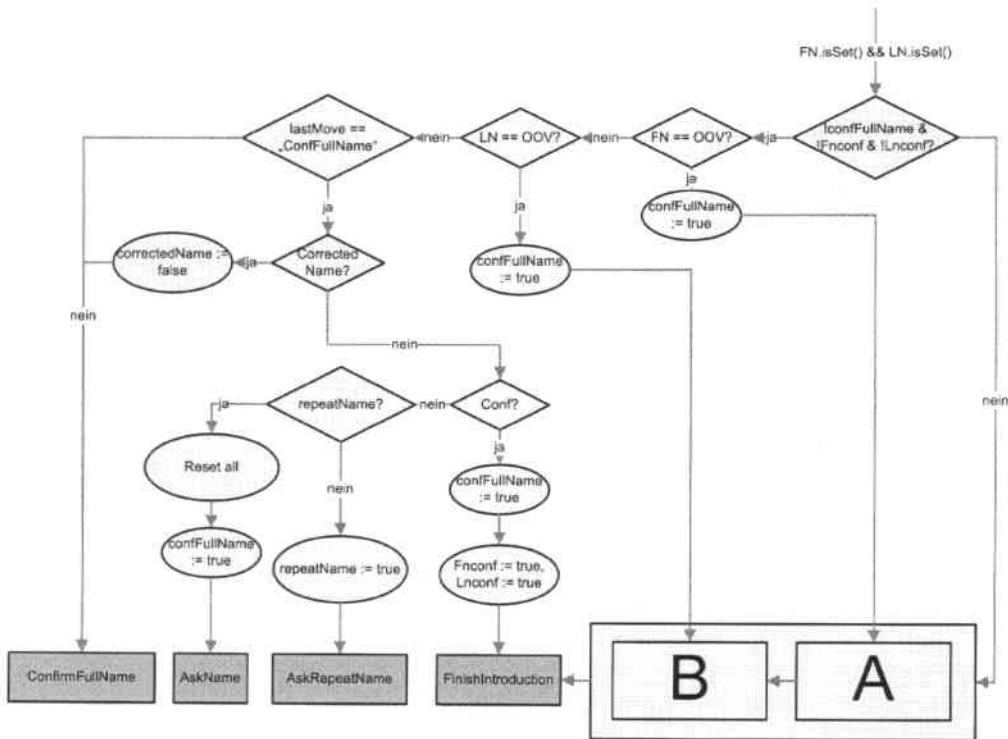 FN.isSet() && LN.isSet()
lastMove ==
„ConfFullName“
nein
LN == OOV?
nein
FN == OOV?
ja
!confFullName &
!Fnconf & !Lnconf?
ja
confFullName
:= true
ja
ja
correctedName :=
false
ja
Corrected
Name?
confFullName
:= true
nein
nein
nein
ja
repeatName?
nein
Conf?
ja
Reset all
nein
confFullName
:= true
confFullName
:= true
repeatName := true
Fnconf := true,
Lnconf := true
ConfirmFullName
AskName
AskRepeatName
FinishIntroduction
B
A